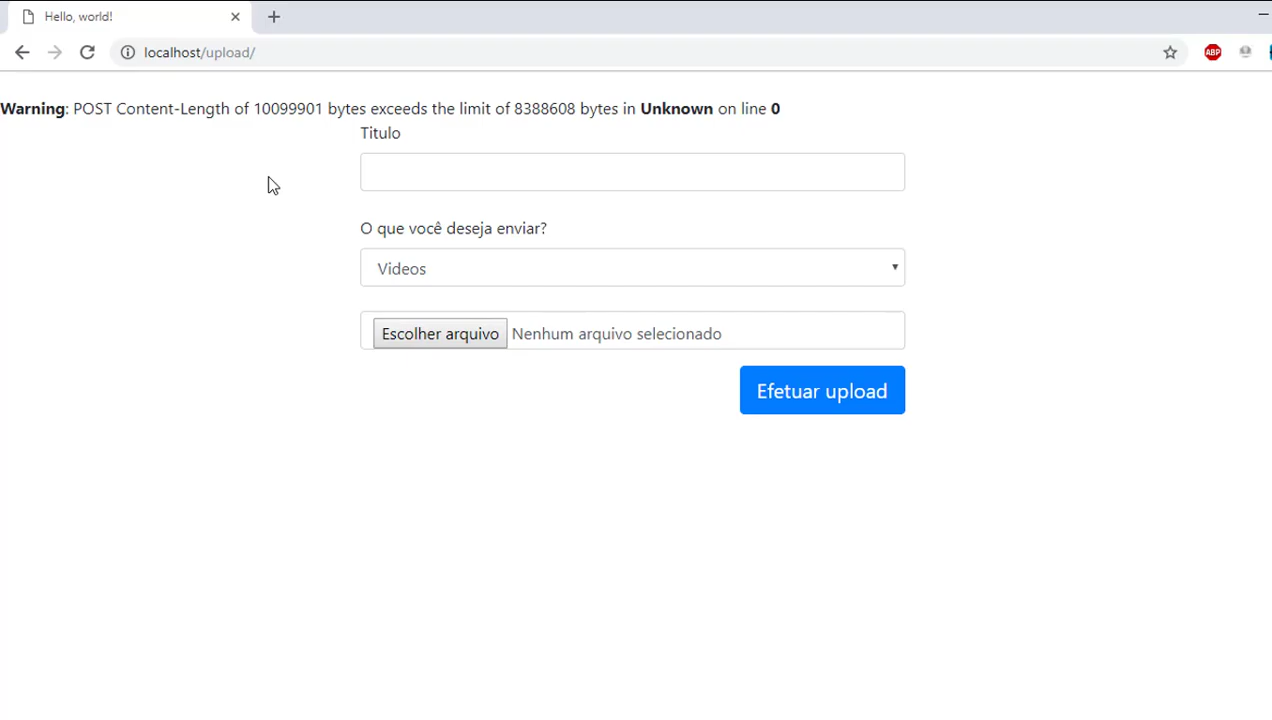 Hello, world!
localhost/upload/
ABP
Warning: POST Content-Length of 10099901 bytes exceeds the limit of 8388608 bytes in Unknown on line 0
Titulo
O que você deseja enviar?
Videos
Escolher arquivo Nenhum arquivo selecionado
Efetuar upload